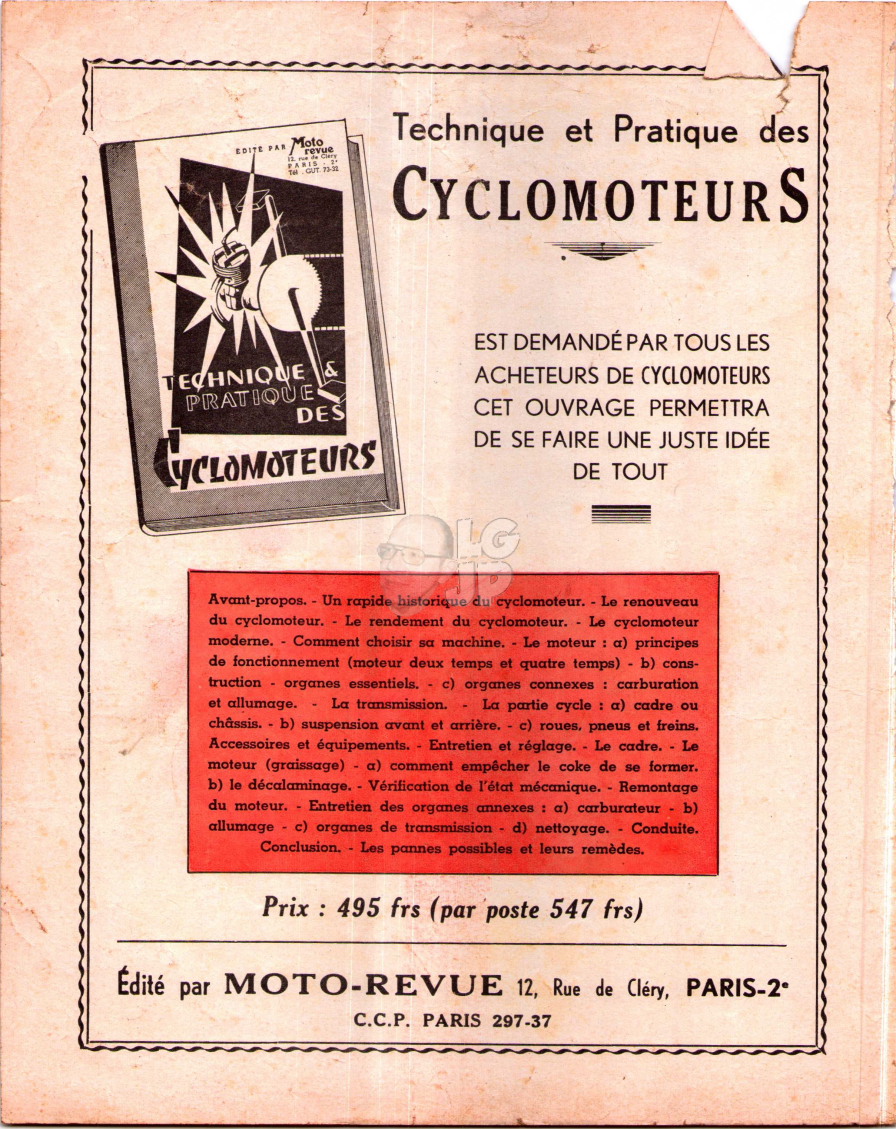 Technique et Pratique des
CYCLOMOTEURS
EDITÉ PAR Moto
revue
12, rue de Cléry
PARIS - 2e
Tél . GUT. 73-32
TECHNIQUE &
PRATIQUE
DES
CYCLOMOTEURS
EST DEMANDÉ PAR TOUS LES
ACHETEURS DE CYCLOMOTEURS
CET OUVRAGE PERMETTRA
DE SE FAIRE UNE JUSTE IDÉE
DE TOUT
LG
JP
Avant-propos. - Un rapide historique du cyclomoteur. - Le renouveau
du cyclomoteur. - Le rendement du cyclomoteur. - Le cyclomoteur
moderne. - Comment choisir sa machine. - Le moteur : a) principes
de fonctionnement (moteur deux temps et quatre temps) - b) cons-
truction - organes essentiels. - c) organes connexes : carburation
et allumage. - La transmission. - La partie cycle : a) cadre ou
châssis. - b) suspension avant et arrière. - c) roues, pneus et freins.
Accessoires et équipements. - Entretien et réglage. - Le cadre. - Le
moteur (graissage) - a) comment empêcher le coke de se former.
b) le décalaminage. - Vérification de l'état mécanique. - Remontage
du moteur. - Entretien des organes annexes : a) carburateur - b)
allumage - c) organes de transmission - d) nettoyage. - Conduite.
Conclusion. - Les pannes possibles et leurs remèdes.
Prix : 495 frs (par poste 547 frs)
Édité par MOTO-REVUE 12, Rue de Cléry, PARIS-2e
C.C.P. PARIS 297-37